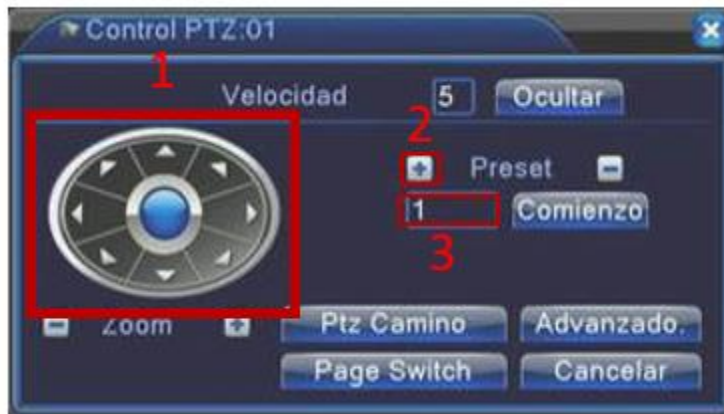 Control PTZ:01
1
Velocidad 5 Ocultar
2
Preset
1 Comienzo
3
Zoom Ptz Camino Advanzado.
Page Switch Cancelar